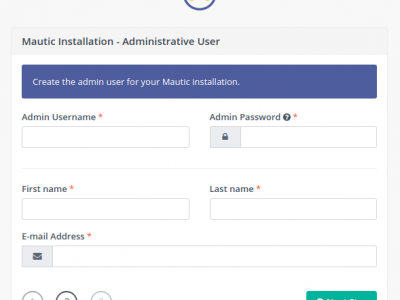 Mautic Installation - Administrative User
Create the admin user for your Mautic installation.
Admin Username *
Admin Password *
First name *
Last name *
E-mail Address *